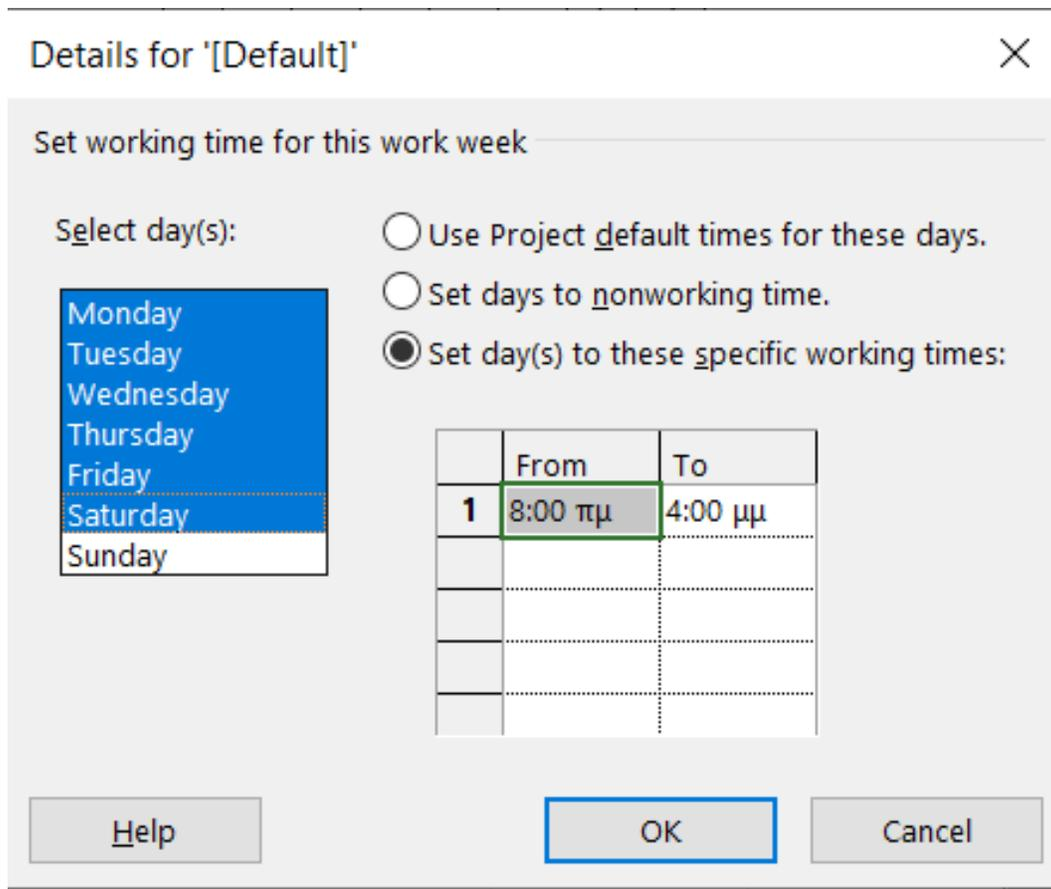 Details for '[Default]'
Set working time for this work week
Select day(s):
Use Project default times for these days.
Set days to nonworking time.
Set day(s) to these specific working times:
Monday
Tuesday
Wednesday
Thursday
Friday
Saturday
Sunday
From To
1 8:00 πμ 4:00 μμ
Help OK Cancel